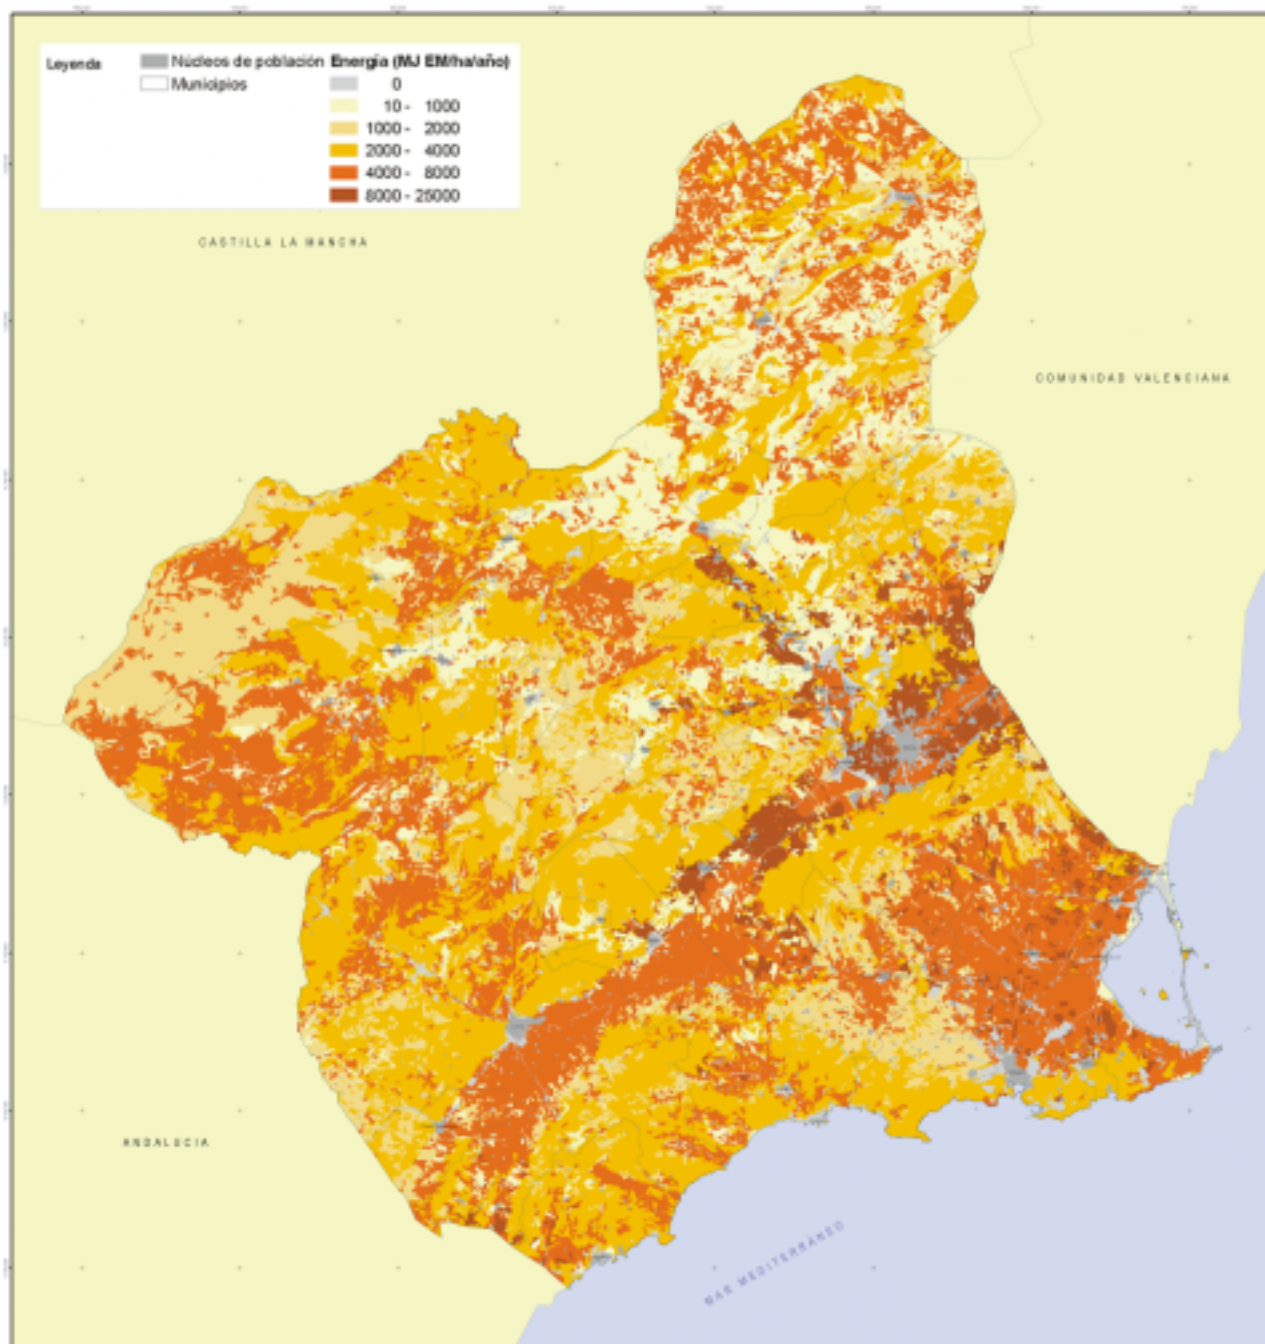 Leyenda
Núcleos de población
Municipios
Energía (MJ EM/ha/año)
0
10 - 1000
1000 - 2000
2000 - 4000
4000 - 8000
8000 - 25000
CASTILLA LA MANCHA
COMUNIDAD VALENCIANA
ANDALUCIA
MAR MEDITERRÁNEO